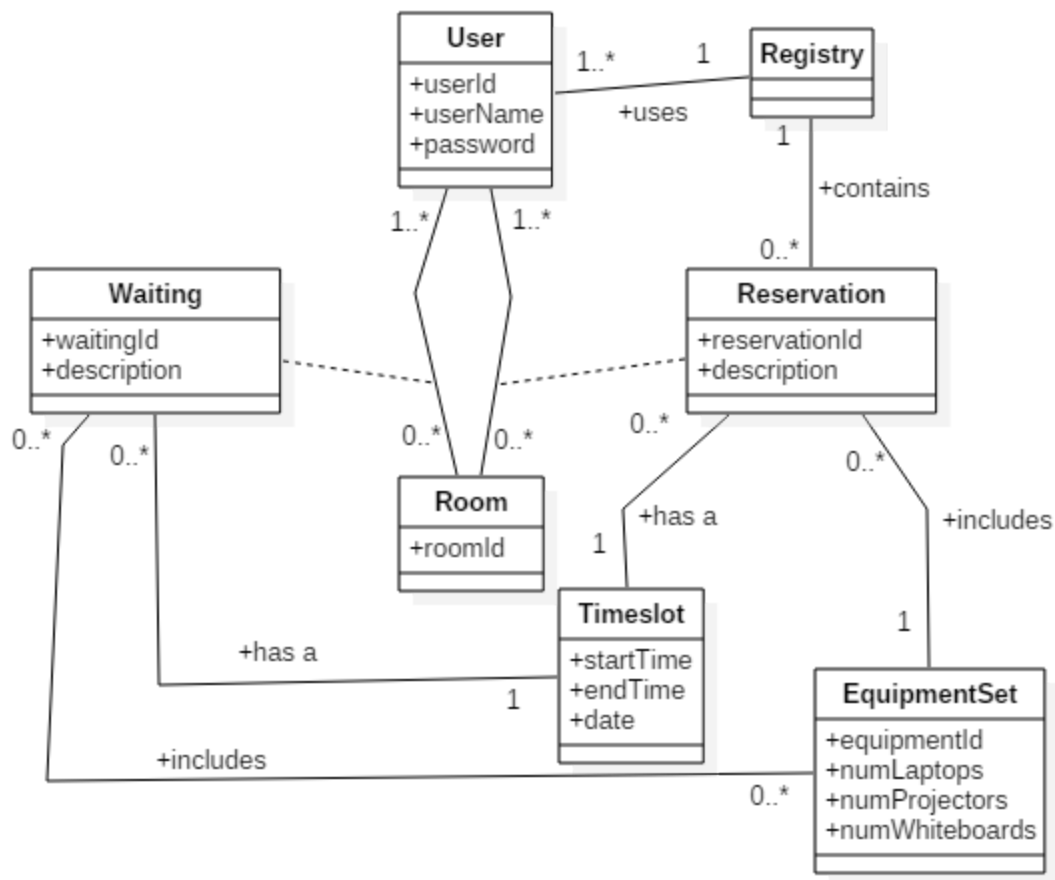 User
+userId
+userName
+password
1..*
1
+uses
Registry
1
+contains
0..*
1..*
1..*
Waiting
+waitingId
+description
Reservation
+reservationId
+description
0..*
0..*
0..*
0..*
0..*
0..*
Room
+roomId
+has a
1
+includes
1
Timeslot
+startTime
+endTime
+date
+has a
1
EquipmentSet
+equipmentId
+numLaptops
+numProjectors
+numWhiteboards
+includes
0..*